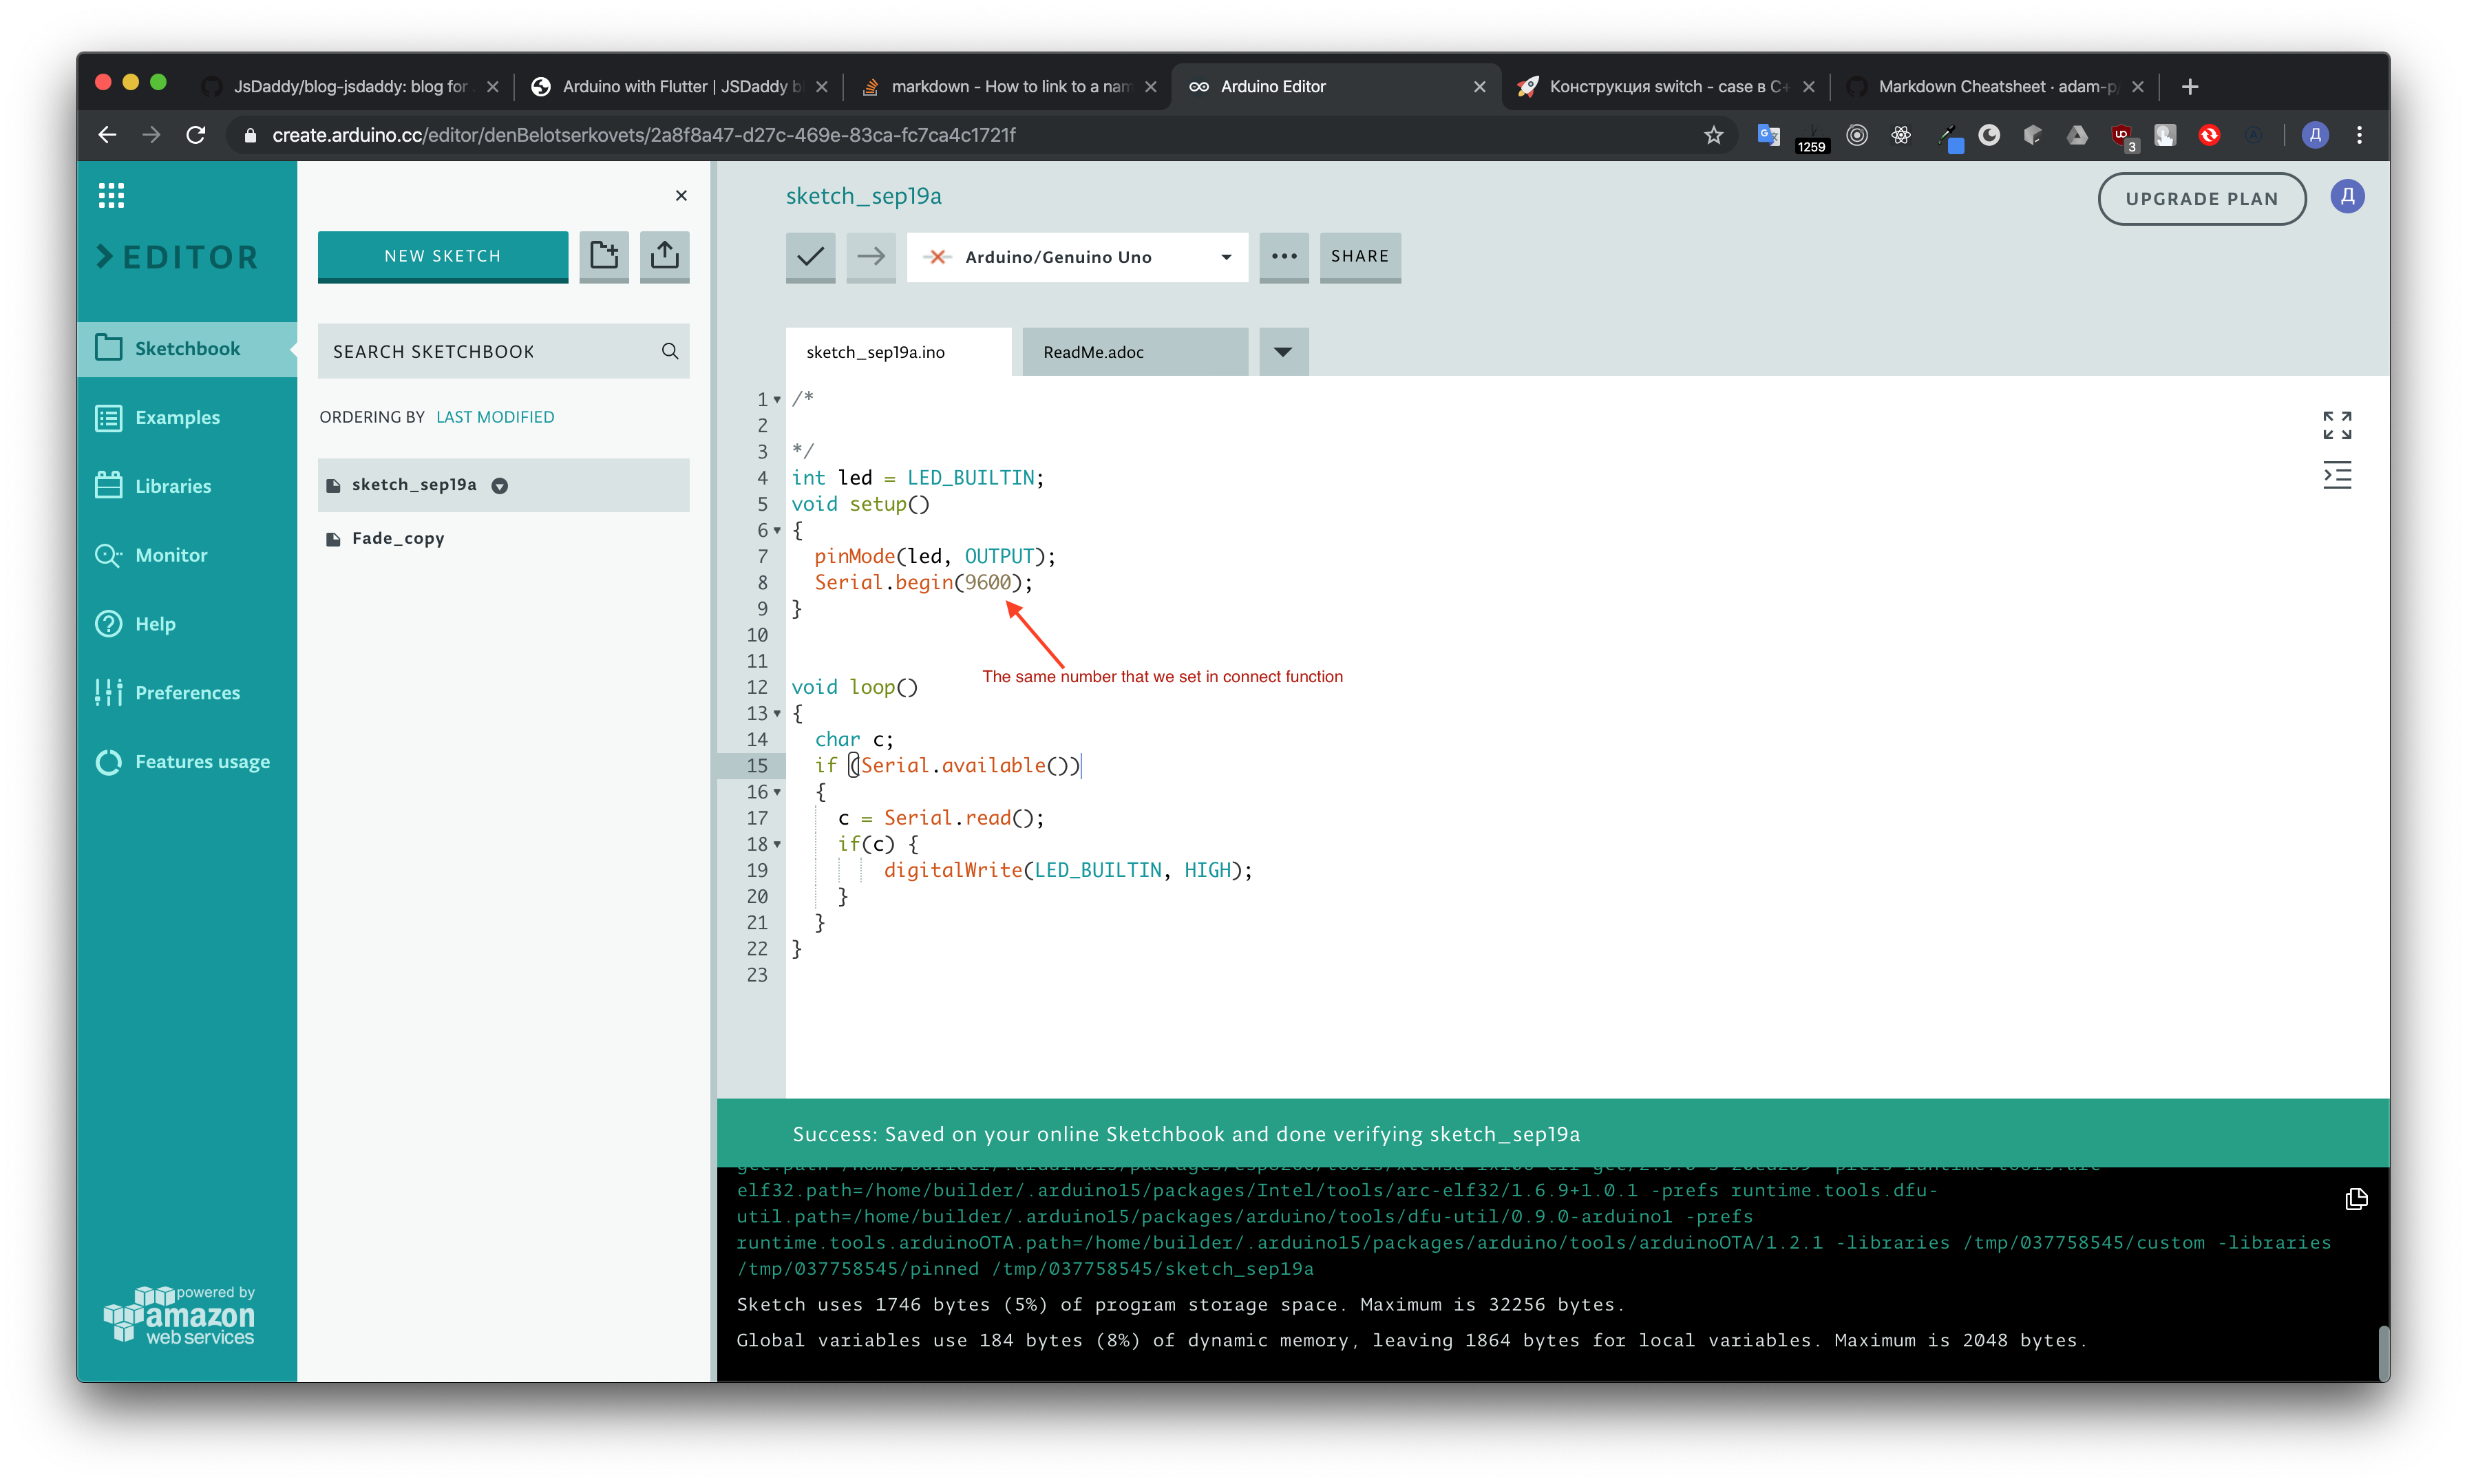 JsDaddy/blog-jsdaddy: blog for
Arduino with Flutter | JSDaddy b
markdown - How to link to a nam
Arduino Editor
Конструкция switch - case в C+
Markdown Cheatsheet · adam-p/
create.arduino.cc/editor/denBelotserkovets/2a8f8a47-d27c-469e-83ca-fc7ca4c1721f
1259
3
Д
EDITOR
Sketchbook
Examples
Libraries
Monitor
Help
Preferences
Features usage
powered by
amazon
web services
NEW SKETCH
SEARCH SKETCHBOOK
ORDERING BY LAST MODIFIED
sketch_sep19a
Fade_copy
sketch_sep19a
UPGRADE PLAN
Д
Arduino/Genuino Uno
SHARE
sketch_sep19a.ino
ReadMe.adoc
1 /*
2
3 */
4 int led = LED_BUILTIN;
5 void setup()
6 {
7 pinMode(led, OUTPUT);
8 Serial.begin(9600);
9 }
10
11
The same number that we set in connect function
12 void loop()
13 {
14 char c;
15 if (Serial.available())
16 {
17 c = Serial.read();
18 if(c) {
19 digitalWrite(LED_BUILTIN, HIGH);
20 }
21 }
22 }
23
Success: Saved on your online Sketchbook and done verifying sketch_sep19a
elf32.path=/home/builder/.arduino15/packages/Intel/tools/arc-elf32/1.6.9+1.0.1 -prefs runtime.tools.dfu-
util.path=/home/builder/.arduino15/packages/arduino/tools/dfu-util/0.9.0-arduino1 -prefs
runtime.tools.arduinoOTA.path=/home/builder/.arduino15/packages/arduino/tools/arduinoOTA/1.2.1 -libraries /tmp/037758545/custom -libraries
/tmp/037758545/pinned /tmp/037758545/sketch_sep19a
Sketch uses 1746 bytes (5%) of program storage space. Maximum is 32256 bytes.
Global variables use 184 bytes (8%) of dynamic memory, leaving 1864 bytes for local variables. Maximum is 2048 bytes.